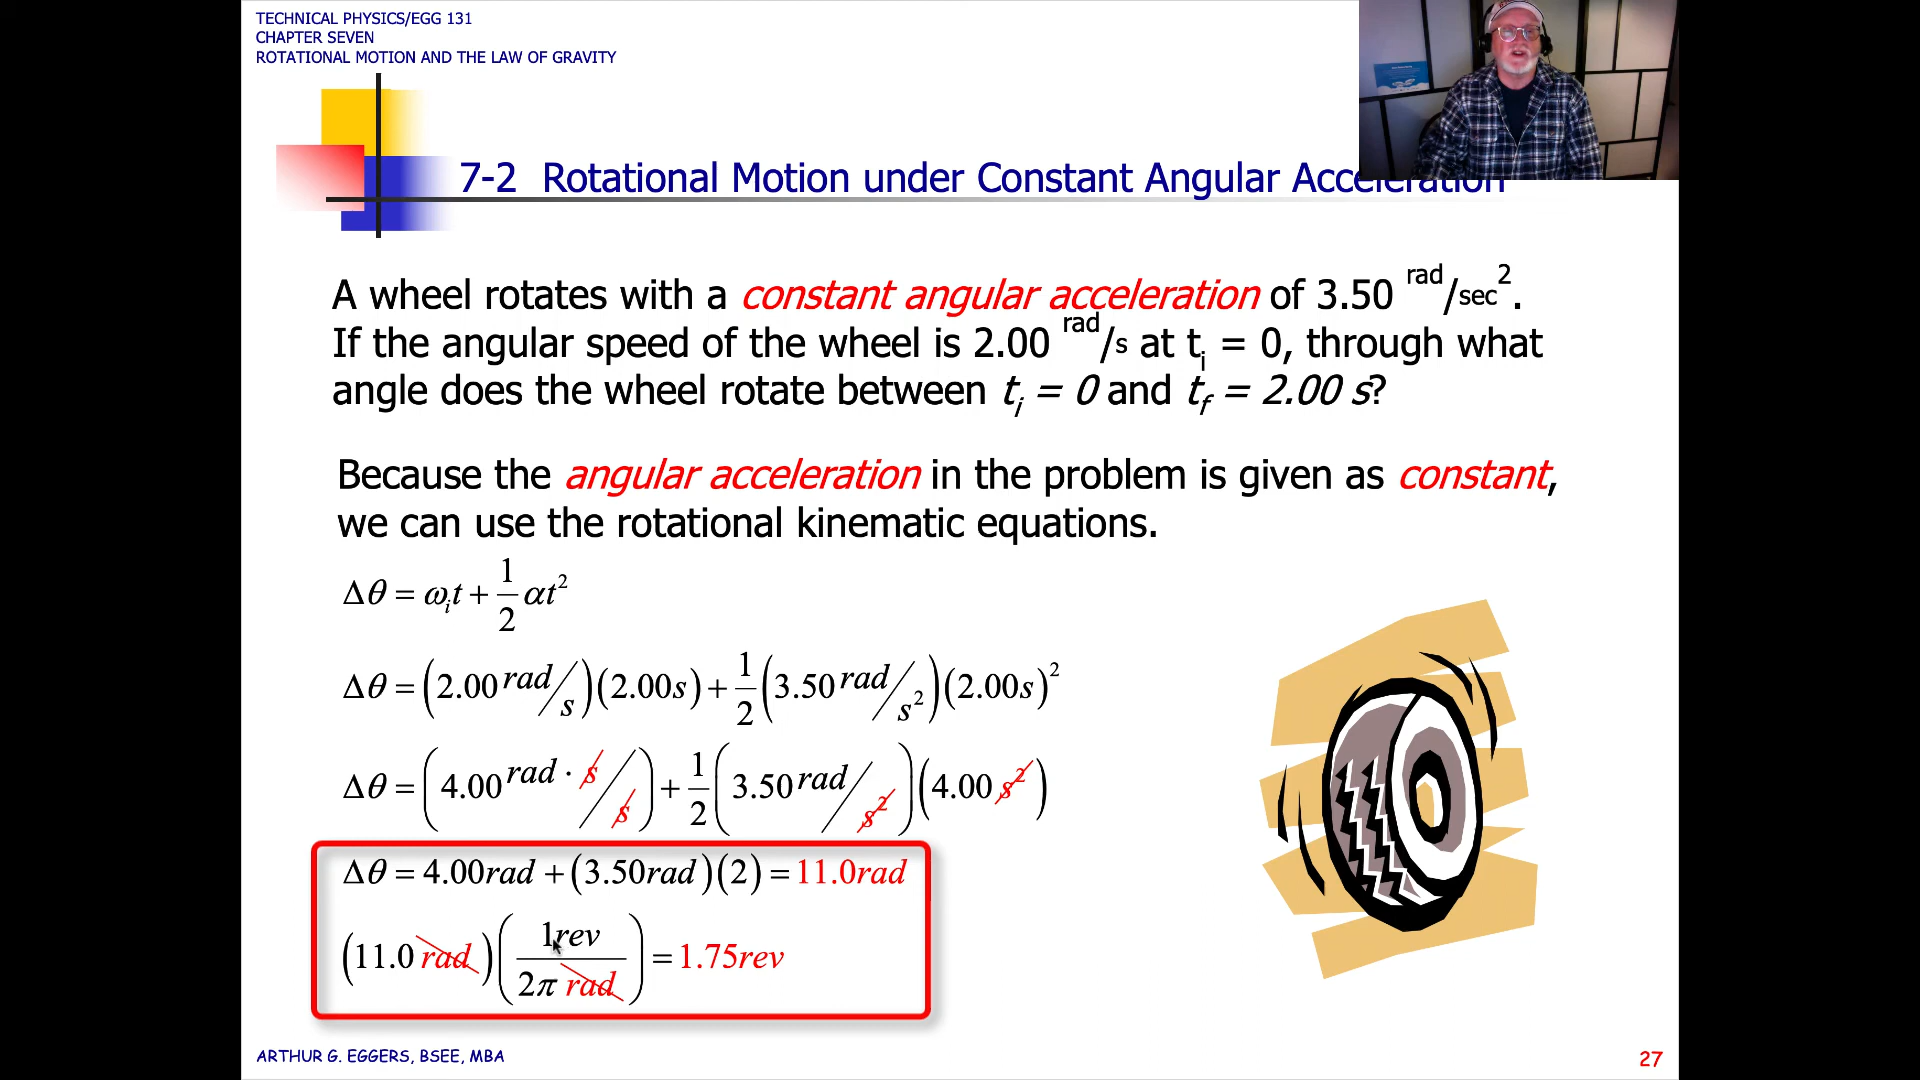 TECHNICAL PHYSICS/EGG 131
CHAPTER SEVEN
ROTATIONAL MOTION AND THE LAW OF GRAVITY
7-2 Rotational Motion under Constant Angular Acceleration
A wheel rotates with a constant angular acceleration of 3.50 rad/sec².
If the angular speed of the wheel is 2.00 rad/s at tᵢ = 0, through what
angle does the wheel rotate between tᵢ = 0 and t_f = 2.00 s?
Because the angular acceleration in the problem is given as constant,
we can use the rotational kinematic equations.
Δθ = ωᵢt + 1/2 αt²
Δθ = (2.00 rad/s)(2.00s) + 1/2 (3.50 rad/s²)(2.00s)²
Δθ = (4.00 rad · s/s) + 1/2 (3.50 rad/s²)(4.00 s²)
Δθ = 4.00rad + (3.50rad)(2) = 11.0rad
(11.0 rad)(1rev/2π rad) = 1.75rev
ARTHUR G. EGGERS, BSEE, MBA
27